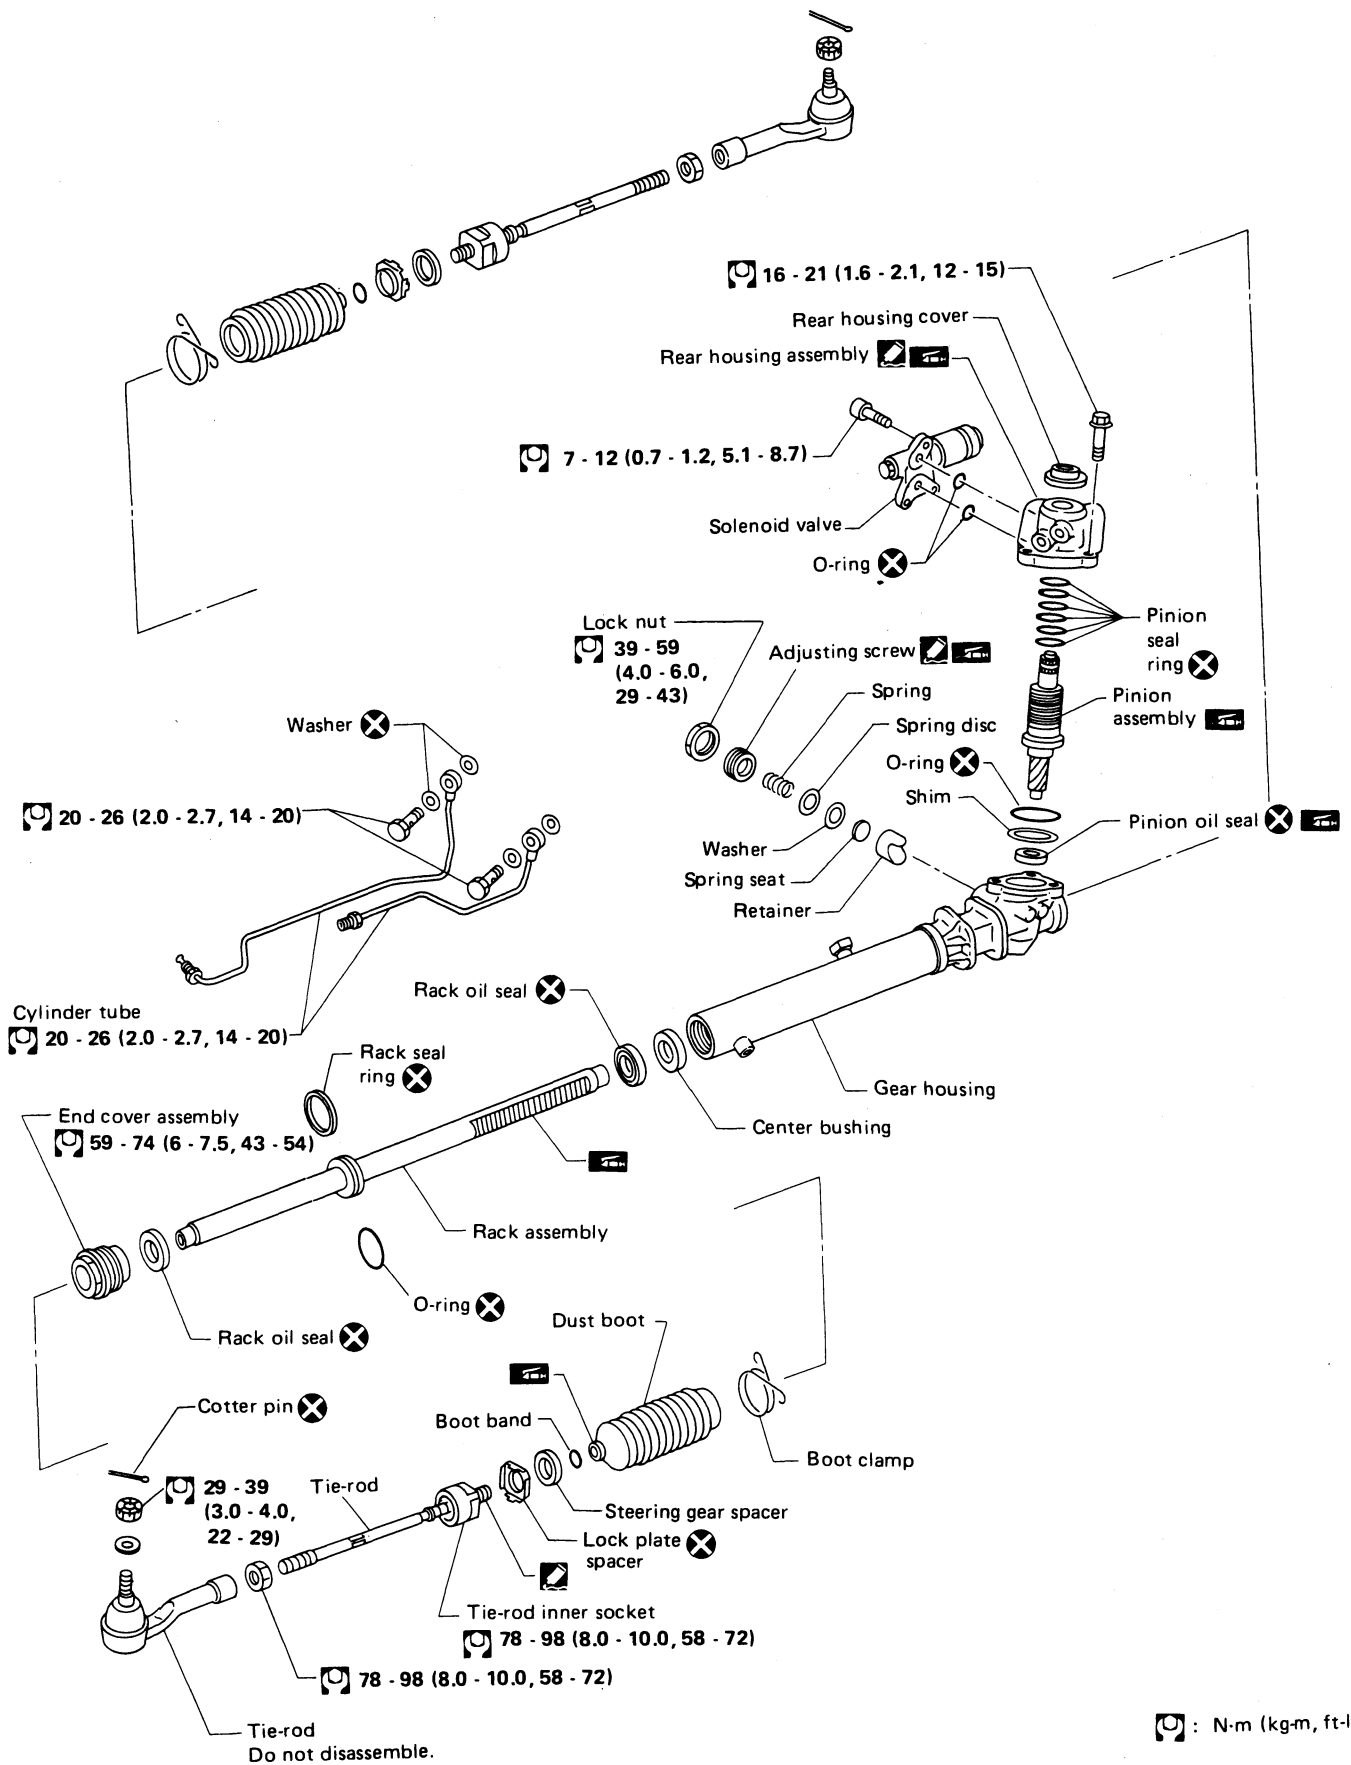 16 - 21 (1.6 - 2.1, 12 - 15)
Rear housing cover
Rear housing assembly
7 - 12 (0.7 - 1.2, 5.1 - 8.7)
Solenoid valve
O-ring
Lock nut
39 - 59
(4.0 - 6.0,
29 - 43)
Adjusting screw
Spring
Spring disc
Pinion
seal
ring
Pinion
assembly
O-ring
Shim
Pinion oil seal
Washer
20 - 26 (2.0 - 2.7, 14 - 20)
Washer
Spring seat
Retainer
Cylinder tube
20 - 26 (2.0 - 2.7, 14 - 20)
Rack oil seal
Rack seal
ring
Gear housing
Center bushing
End cover assembly
59 - 74 (6 - 7.5, 43 - 54)
Rack assembly
O-ring
Rack oil seal
Dust boot
Cotter pin
Boot band
Boot clamp
29 - 39
(3.0 - 4.0,
22 - 29)
Tie-rod
Steering gear spacer
Lock plate
spacer
Tie-rod inner socket
78 - 98 (8.0 - 10.0, 58 - 72)
78 - 98 (8.0 - 10.0, 58 - 72)
Tie-rod
Do not disassemble.
: N·m (kg-m, ft-l